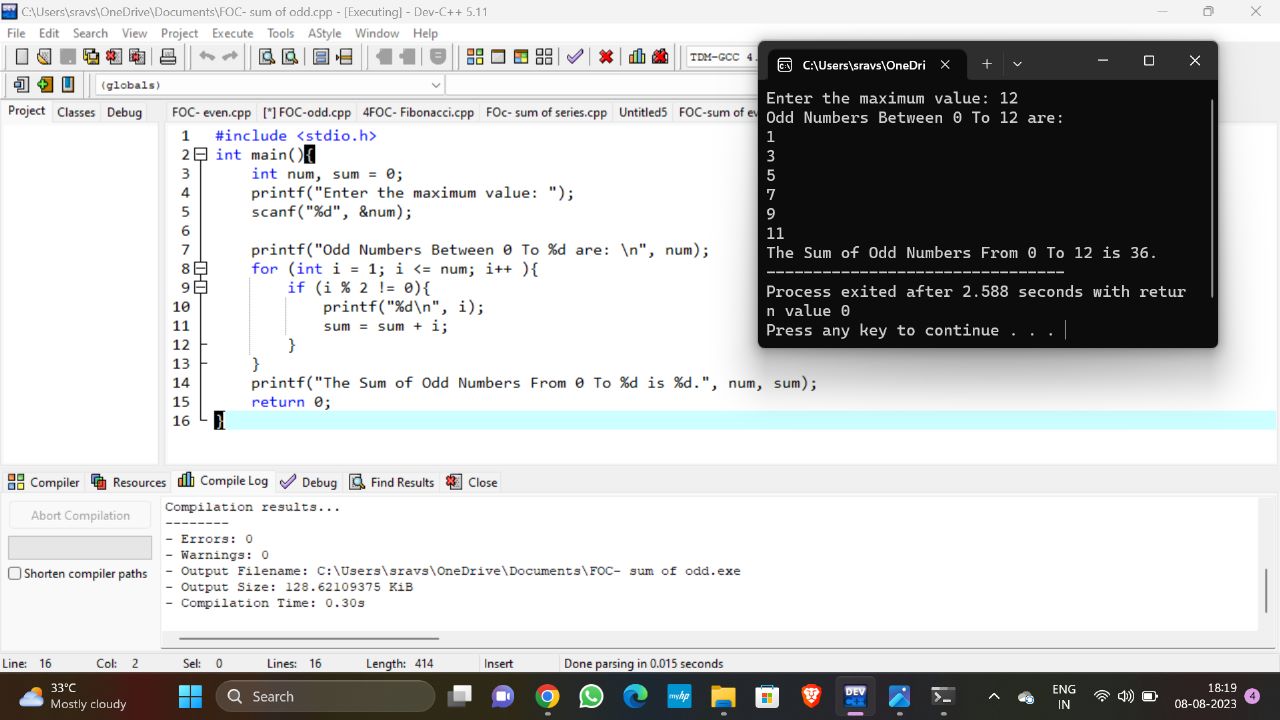 C:\Users\sravs\OneDrive\Documents\FOC- sum of odd.cpp - [Executing] - Dev-C++ 5.11
File Edit Search View Project Execute Tools AStyle Window Help
TDM-GCC 4.
(globals)
Project Classes Debug
FOC- even.cpp [*] FOC-odd.cpp 4FOC- Fibonacci.cpp FOc- sum of series.cpp Untitled5 FOC-sum of ev
1 #include <stdio.h>
2 int main(){
3 int num, sum = 0;
4 printf("Enter the maximum value: ");
5 scanf("%d", &num);
6
7 printf("Odd Numbers Between 0 To %d are: \n", num);
8 for (int i = 1; i <= num; i++ ){
9 if (i % 2 != 0){
10 printf("%d\n", i);
11 sum = sum + i;
12 }
13 }
14 printf("The Sum of Odd Numbers From 0 To %d is %d.", num, sum);
15 return 0;
16 }
C:\Users\sravs\OneDri
Enter the maximum value: 12
Odd Numbers Between 0 To 12 are:
1
3
5
7
9
11
The Sum of Odd Numbers From 0 To 12 is 36.
--------------------------------
Process exited after 2.588 seconds with retur
n value 0
Press any key to continue . . .
Compiler Resources Compile Log Debug Find Results Close
Abort Compilation
Shorten compiler paths
Compilation results...
--------
- Errors: 0
- Warnings: 0
- Output Filename: C:\Users\sravs\OneDrive\Documents\FOC- sum of odd.exe
- Output Size: 128.62109375 KiB
- Compilation Time: 0.30s
Line: 16 Col: 2 Sel: 0 Lines: 16 Length: 414 Insert Done parsing in 0.015 seconds
33°C
Mostly cloudy
Search
myhp
DEV
C++
ENG
IN
18:19
08-08-2023
4